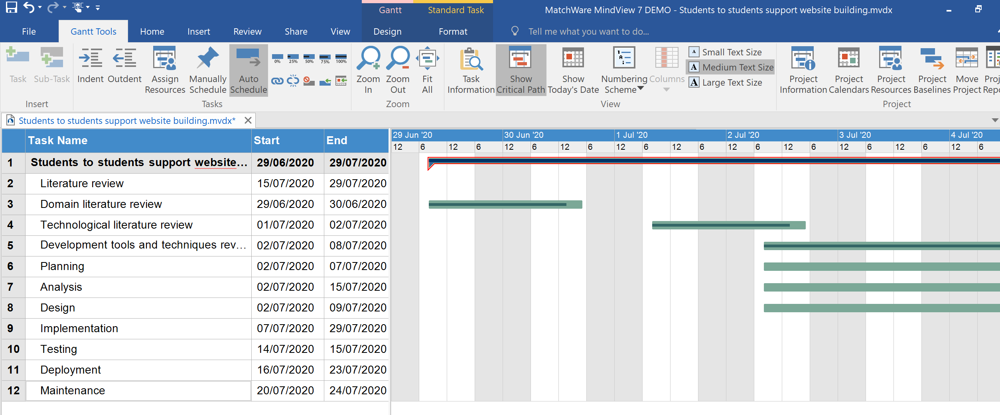 Gantt Standard Task MatchWare MindView 7 DEMO - Students to students support website building.mvdx
File Gantt Tools Home Insert Review Share View Design Format Tell me what you want to do...
Task
Sub-Task
Insert
Indent
Outdent
Assign
Resources
Manually
Schedule
Auto
Schedule
0% 25% 50% 75% 100%
Tasks
Zoom
In
Zoom
Out
Fit
All
Zoom
Task
Information
Show
Critical Path
Show
Today's Date
Numbering
Scheme
Columns
Small Text Size
Medium Text Size
Large Text Size
View
Project
Information
Project
Calendars
Project
Resources
Project
Baselines
Move
Project
Proj
Repo
Project
Students to students support website building.mvdx*
Task Name Start End
29 Jun '20 30 Jun '20 1 Jul '20 2 Jul '20 3 Jul '20 4 Jul '20
12 6 12 6 12 6 12 6 12 6 12 6 12 6 12 6 12 6 12 6 12 6
1 Students to students support website... 29/06/2020 29/07/2020
2 Literature review 15/07/2020 29/07/2020
3 Domain literature review 29/06/2020 30/06/2020
4 Technological literature review 01/07/2020 02/07/2020
5 Development tools and techniques rev... 02/07/2020 08/07/2020
6 Planning 02/07/2020 07/07/2020
7 Analysis 02/07/2020 15/07/2020
8 Design 02/07/2020 09/07/2020
9 Implementation 07/07/2020 29/07/2020
10 Testing 14/07/2020 15/07/2020
11 Deployment 16/07/2020 23/07/2020
12 Maintenance 20/07/2020 24/07/2020